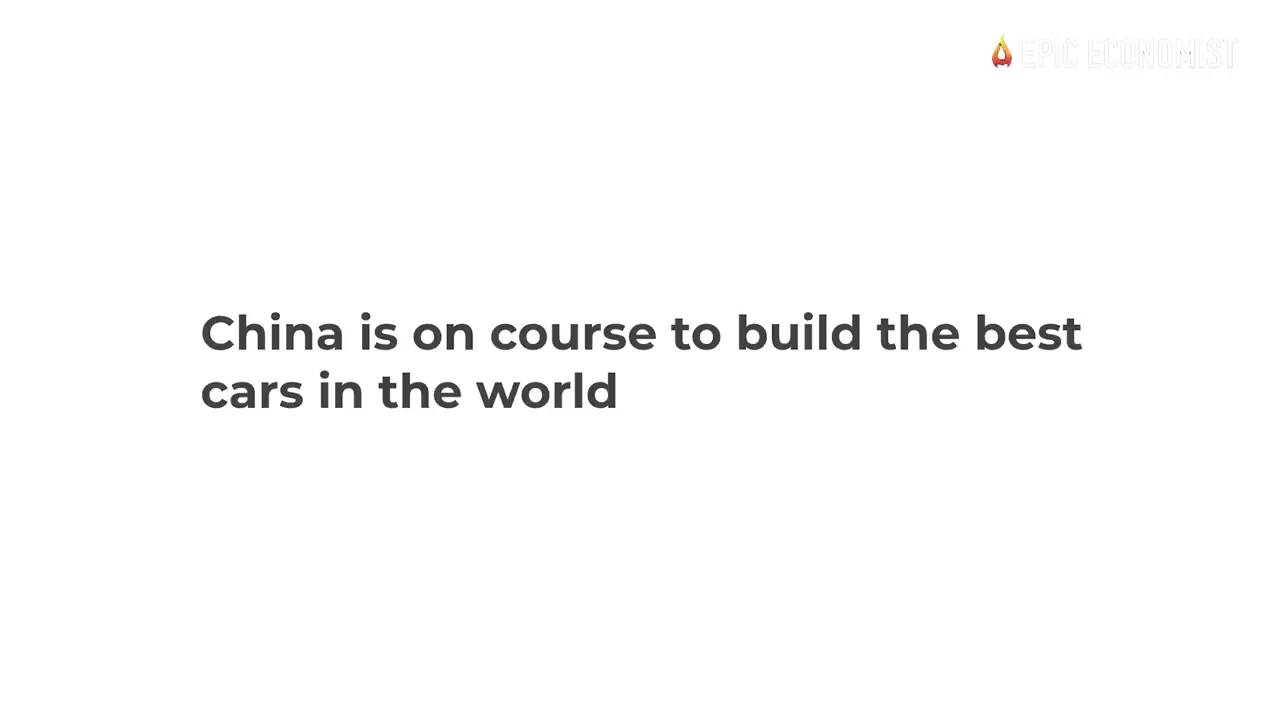 EPIC ECONOMIST
China is on course to build the best
cars in the world